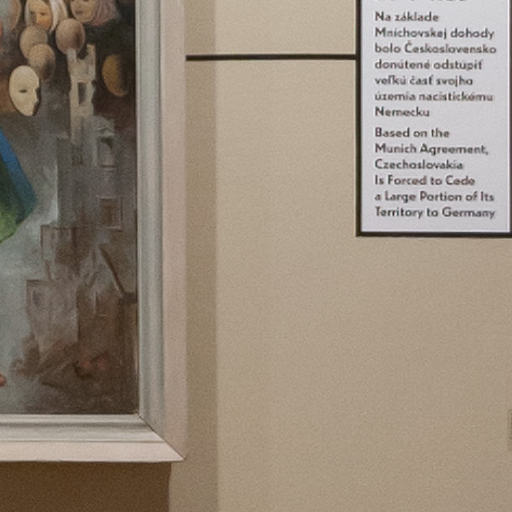 Na základe
Mníchovskej dohody
bolo Československo
donútené odstúpiť
veľkú časť svojho
územia nacistickému
Nemecku
Based on the
Munich Agreement,
Czechoslovakia
Is Forced to Cede
a Large Portion of Its
Territory to Germany